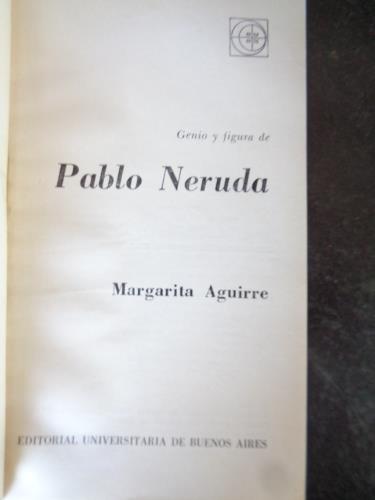 Genio y figura de
Pablo Neruda
Margarita Aguirre
EDITORIAL UNIVERSITARIA DE BUENOS AIRES